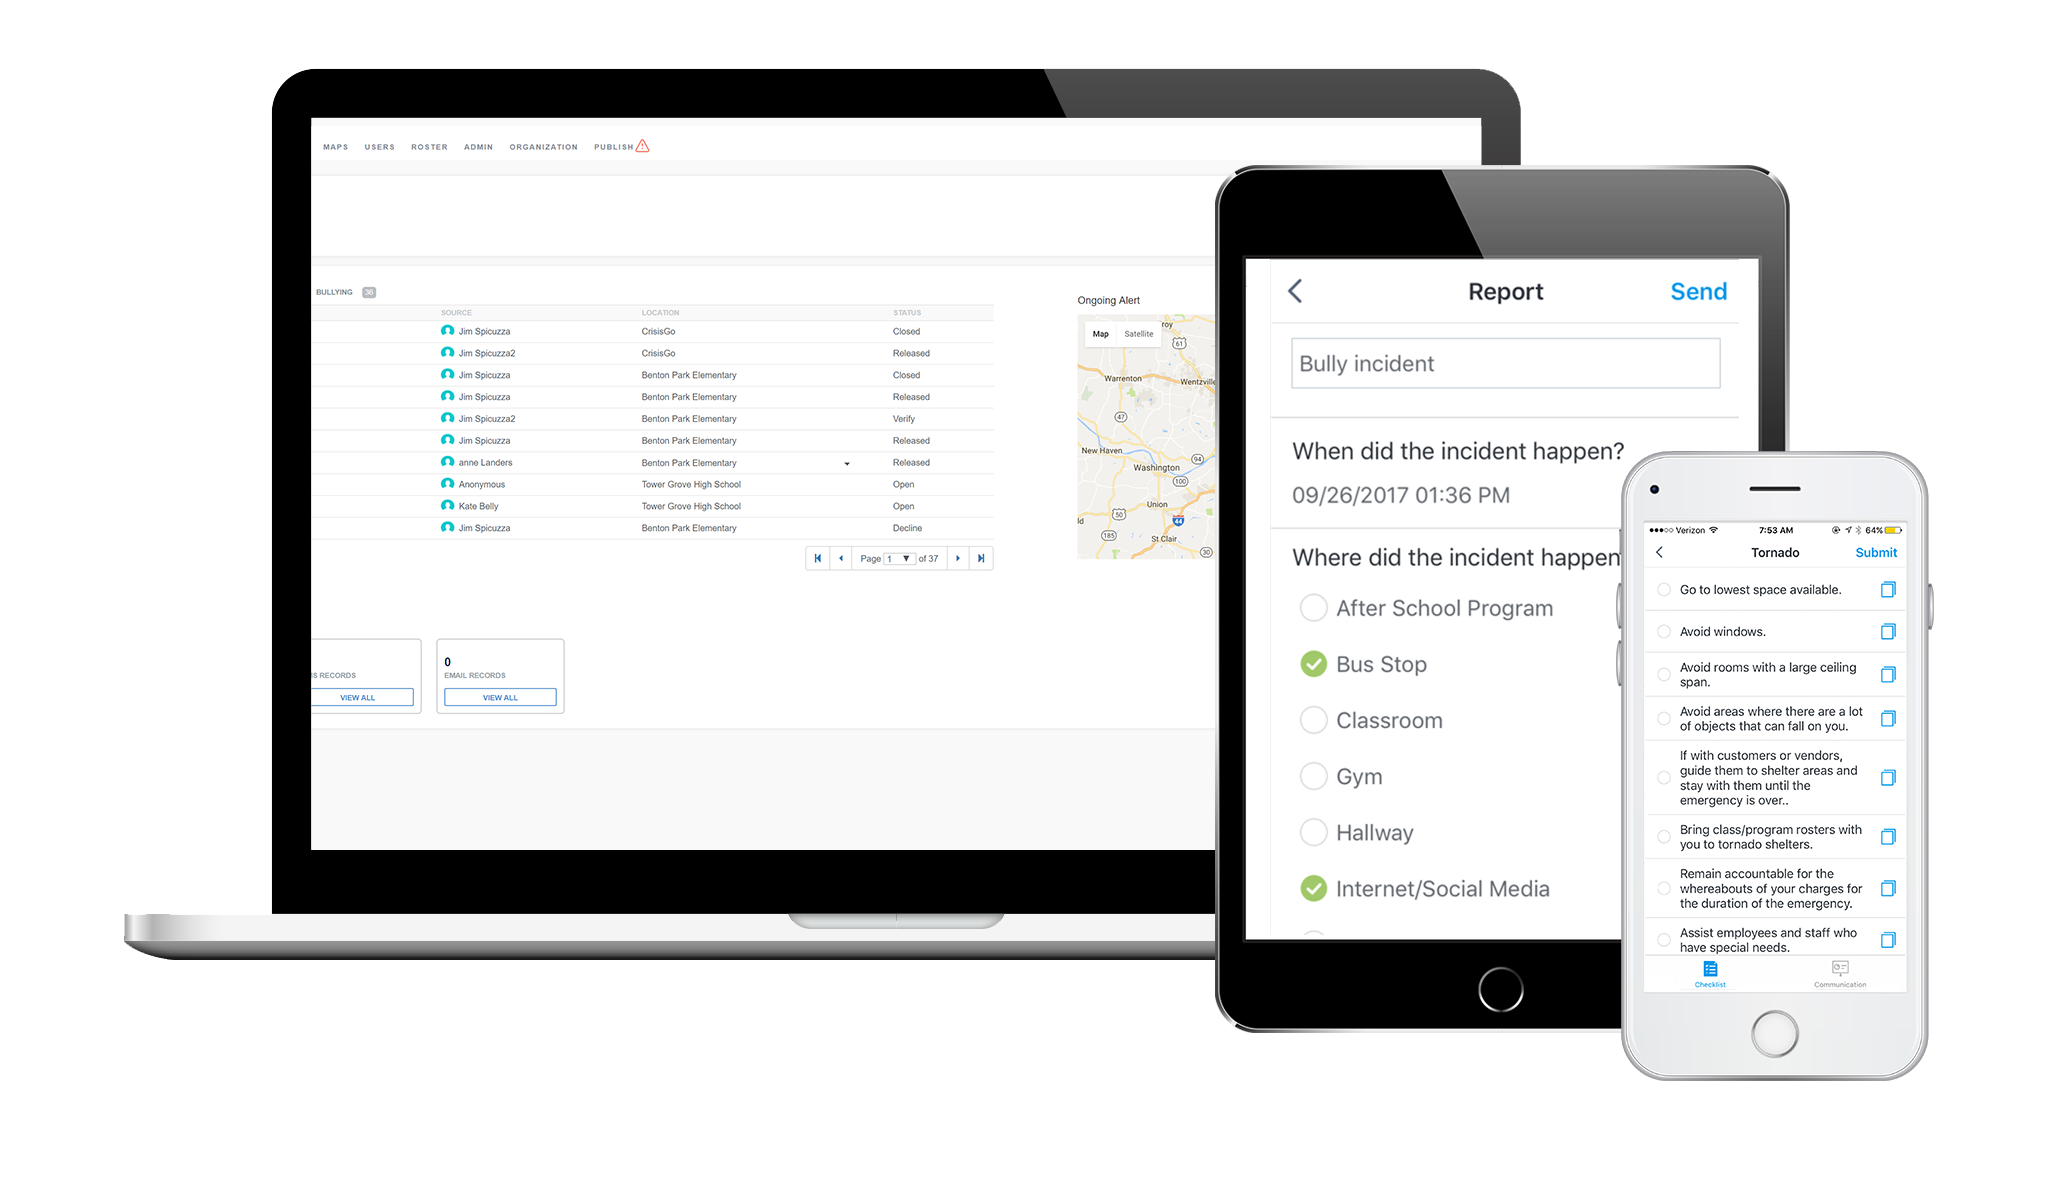 MAPS USERS ROSTER ADMIN ORGANIZATION PUBLISH
BULLYING 36
SOURCE LOCATION STATUS
Jim Spicuzza CrisisGo Closed
Jim Spicuzza2 CrisisGo Released
Jim Spicuzza Benton Park Elementary Closed
Jim Spicuzza Benton Park Elementary Released
Jim Spicuzza2 Benton Park Elementary Verify
Jim Spicuzza Benton Park Elementary Released
anne Landers Benton Park Elementary Released
Anonymous Tower Grove High School Open
Kate Belly Tower Grove High School Open
Jim Spicuzza Benton Park Elementary Decline
Page 1 of 37
RECORDS
VIEW ALL
0
EMAIL RECORDS
VIEW ALL
Ongoing Alert
Map Satellite
roy
61
Warrenton
Wentzville
47
New Haven
94
Washington
100
Union
50
44
ld
185
St Clair
30
Report
Send
Bully incident
When did the incident happen?
09/26/2017 01:36 PM
Where did the incident happen
After School Program
Bus Stop
Classroom
Gym
Hallway
Internet/Social Media
Verizon 7:53 AM 64%
Tornado
Submit
Go to lowest space available.
Avoid windows.
Avoid rooms with a large ceiling
span.
Avoid areas where there are a lot
of objects that can fall on you.
If with customers or vendors,
guide them to shelter areas and
stay with them until the
emergency is over..
Bring class/program rosters with
you to tornado shelters.
Remain accountable for the
whereabouts of your charges for
the duration of the emergency.
Assist employees and staff who
have special needs.
Checklist
Communication